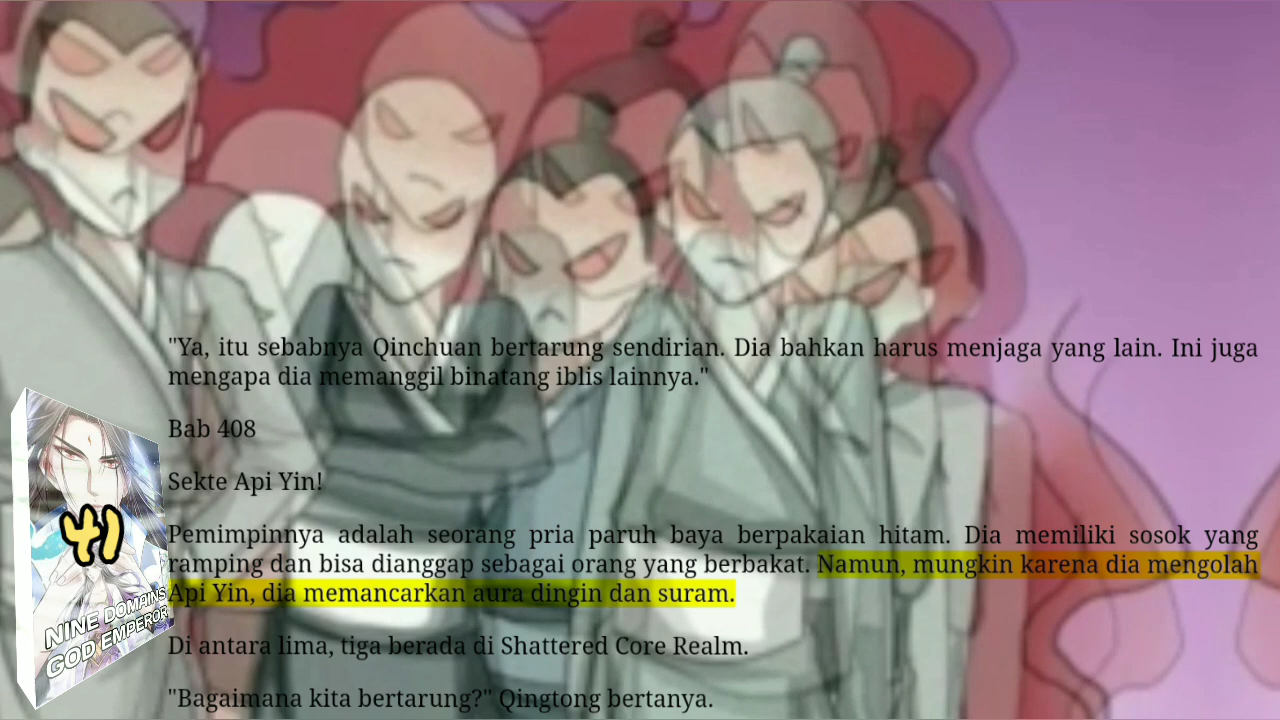 "Ya, itu sebabnya Qinchuan bertarung sendirian. Dia bahkan harus menjaga yang lain. Ini juga
mengapa dia memanggil binatang iblis lainnya."
Bab 408
Sekte Api Yin!
Pemimpinnya adalah seorang pria paruh baya berpakaian hitam. Dia memiliki sosok yang
ramping dan bisa dianggap sebagai orang yang berbakat. Namun, mungkin karena dia mengolah
Api Yin, dia memancarkan aura dingin dan suram.
Di antara lima, tiga berada di Shattered Core Realm.
"Bagaimana kita bertarung?" Qingtong bertanya.
41
NINE DOMAINS
GOD EMPEROR